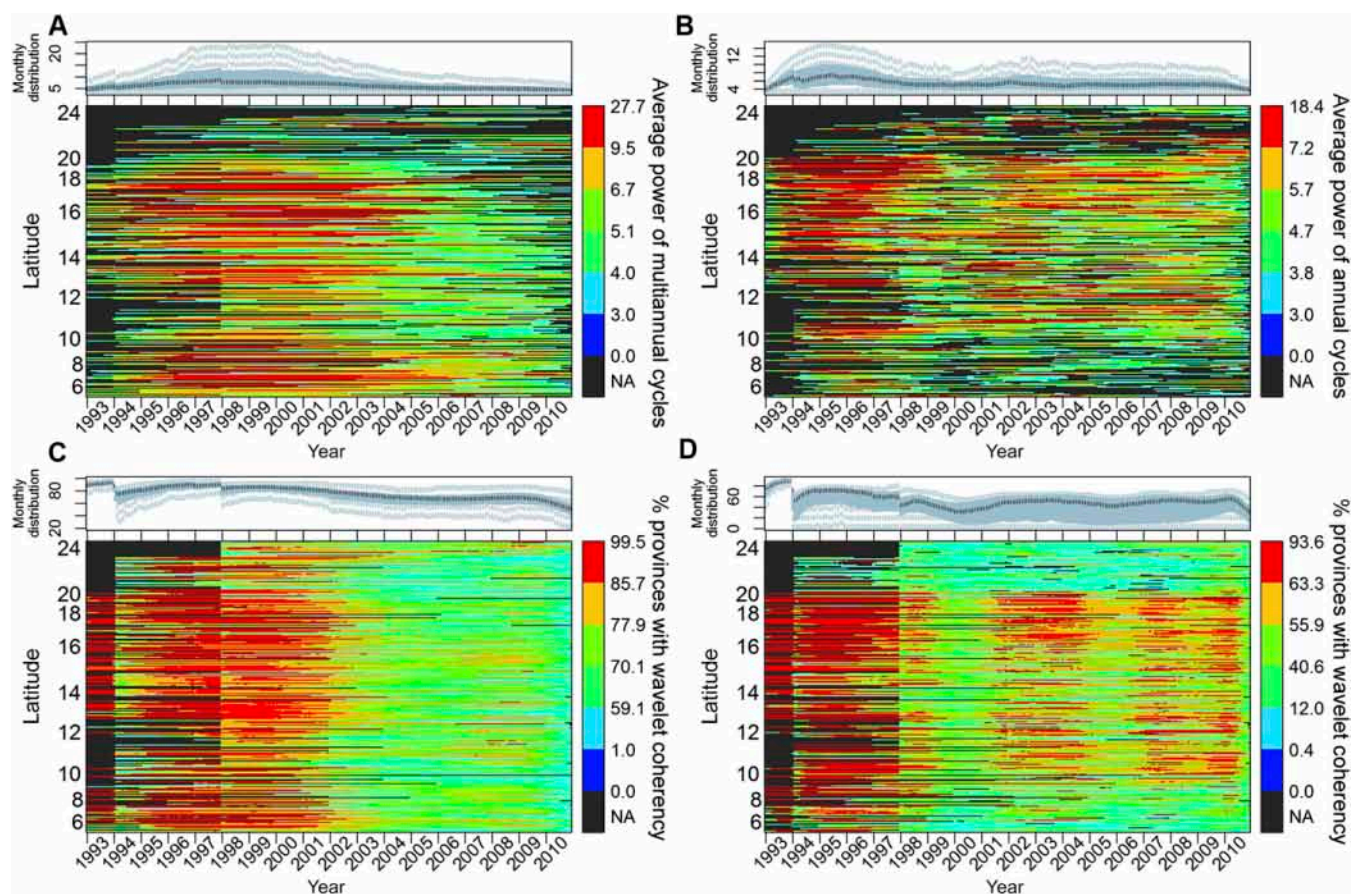 A
Monthly
distribution
5 20
Latitude
24
20
18
16
14
12
10
8
6
1993 1994 1995 1996 1997 1998 1999 2000 2001 2002 2003 2004 2005 2006 2007 2008 2009 2010
Year
27.7
9.5
6.7
5.1
4.0
3.0
0.0
NA
Average power of multiannual cycles
B
Monthly
distribution
4 12
Latitude
24
20
18
16
14
12
10
8
6
1993 1994 1995 1996 1997 1998 1999 2000 2001 2002 2003 2004 2005 2006 2007 2008 2009 2010
Year
18.4
7.2
5.7
4.7
3.8
3.0
0.0
NA
Average power of annual cycles
C
Monthly
distribution
20 80
Latitude
24
20
18
16
14
12
10
8
6
1993 1994 1995 1996 1997 1998 1999 2000 2001 2002 2003 2004 2005 2006 2007 2008 2009 2010
Year
99.5
85.7
77.9
70.1
59.1
1.0
0.0
NA
% provinces with wavelet coherency
D
Monthly
distribution
0 60
Latitude
24
20
18
16
14
12
10
8
6
1993 1994 1995 1996 1997 1998 1999 2000 2001 2002 2003 2004 2005 2006 2007 2008 2009 2010
Year
93.6
63.3
55.9
40.6
12.0
0.4
0.0
NA
% provinces with wavelet coherency